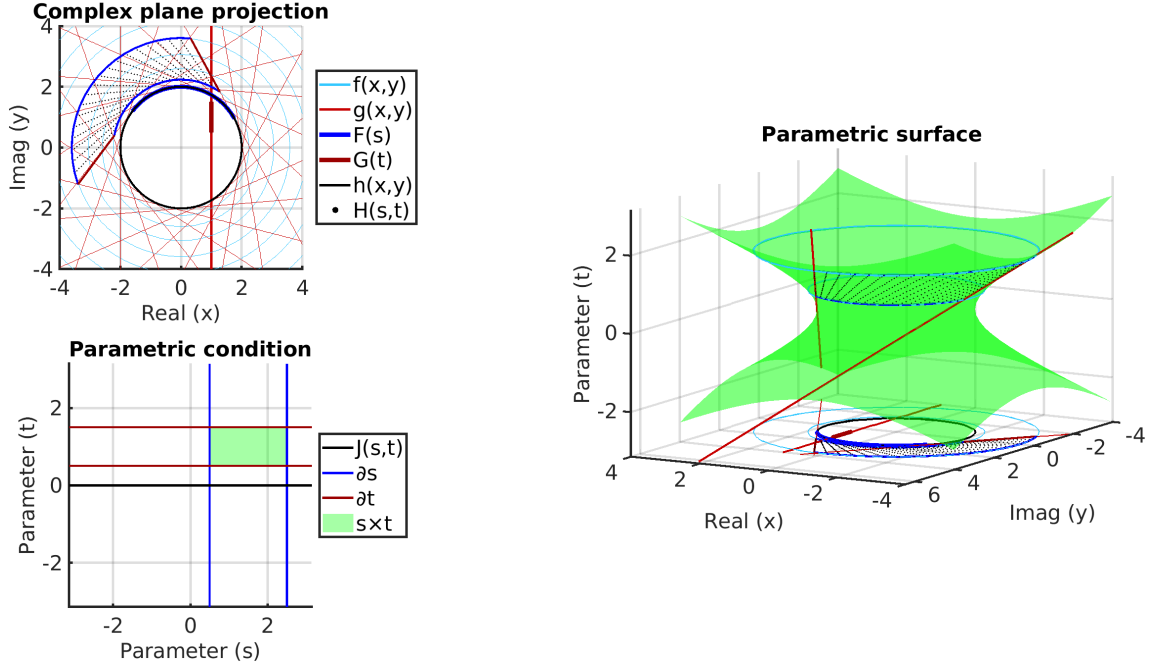 Complex plane projection
4
2
0
-2
-4
-4
-2
0
2
4
Imag (y)
Real (x)
f(x,y)
g(x,y)
F(s)
G(t)
h(x,y)
H(s,t)
Parametric condition
2
0
-2
-2
0
2
Parameter (t)
Parameter (s)
J(s,t)
∂s
∂t
s×t
Parametric surface
2
0
-2
Parameter (t)
4
2
0
-2
-4
Real (x)
6
4
2
0
-2
-4
Imag (y)